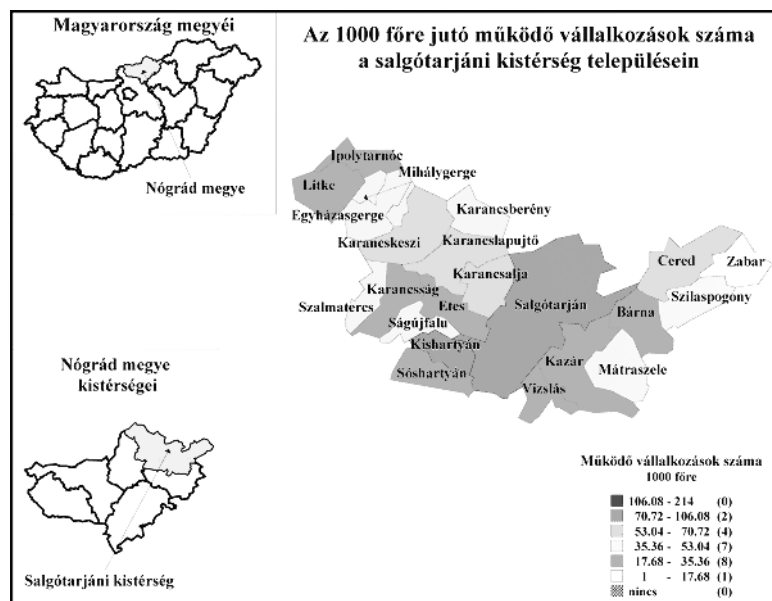 Magyarország megyéi
Nógrád megye
Az 1000 főre jutó működő vállalkozások száma
a salgótarjáni kistérség településein
Ipolytarnóc
Litke
Mihálygerge
Egyházasgerge
Karancsberény
Karancskeszi
Karancslapujtő
Cered
Zabar
Karancsalja
Karancsság
Szilaspogony
Szalmatercs
Etes
Salgótarján
Bárna
Ságújfalu
Kishartyán
Kazár
Sóshartyán
Mátraszele
Vizslás
Nógrád megye
kistérségei
Salgótarjáni kistérség
Működő vállalkozások száma
1000 főre
106.08 - 214 (0)
70.72 - 106.08 (2)
53.04 - 70.72 (4)
35.36 - 53.04 (7)
17.68 - 35.36 (8)
1 - 17.68 (1)
nincs (0)